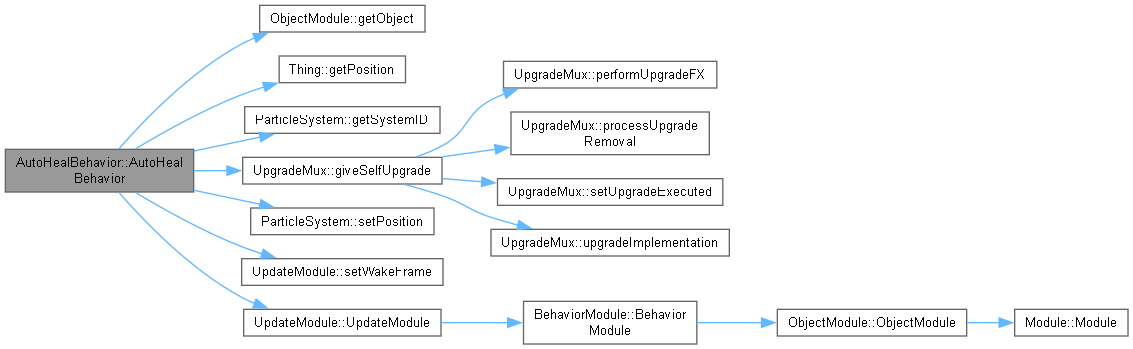 ObjectModule::getObject
Thing::getPosition
UpgradeMux::performUpgradeFX
ParticleSystem::getSystemID
UpgradeMux::processUpgrade
Removal
AutoHealBehavior::AutoHeal
Behavior
UpgradeMux::giveSelfUpgrade
UpgradeMux::setUpgradeExecuted
ParticleSystem::setPosition
UpgradeMux::upgradeImplementation
UpdateModule::setWakeFrame
UpdateModule::UpdateModule
BehaviorModule::Behavior
Module
ObjectModule::ObjectModule
Module::Module